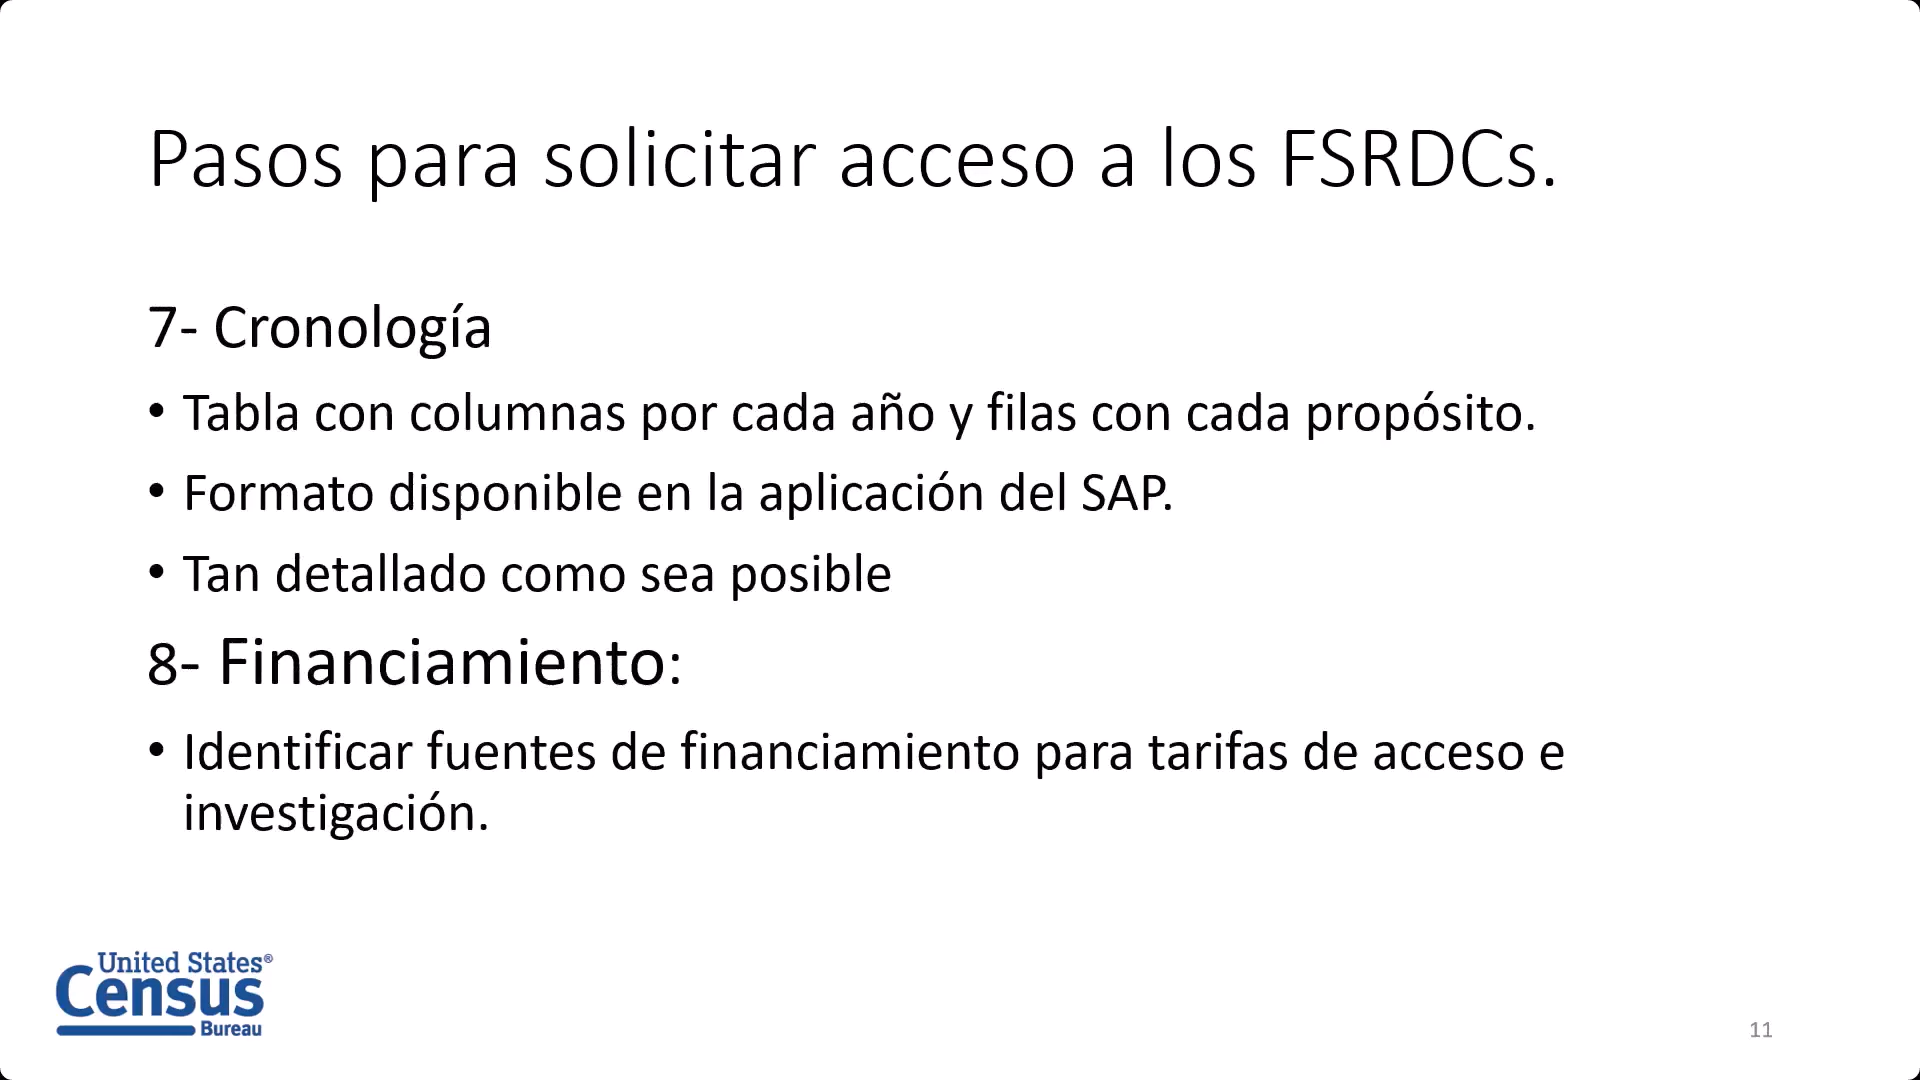 Pasos para solicitar acceso a los FSRDCs.
7- Cronología
• Tabla con columnas por cada año y filas con cada propósito.
• Formato disponible en la aplicación del SAP.
• Tan detallado como sea posible
8- Financiamiento:
• Identificar fuentes de financiamiento para tarifas de acceso e
investigación.
United States®
Census
Bureau
11